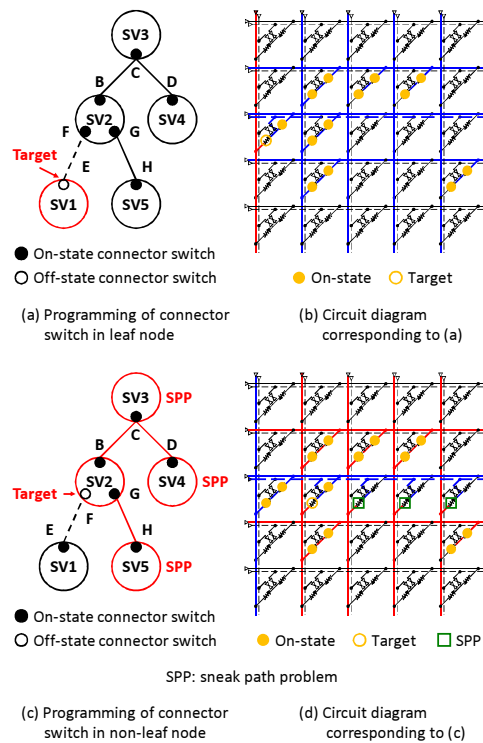 SV3
C
B
D
SV2
SV4
F
G
Target
E
H
SV1
SV5
On-state connector switch
Off-state connector switch
On-state
Target
(a) Programming of connector
switch in leaf node
(b) Circuit diagram
corresponding to (a)
SV3
SPP
C
B
D
SV2
SV4
SPP
Target
G
F
E
H
SV1
SV5
SPP
On-state connector switch
Off-state connector switch
On-state
Target
SPP
SPP: sneak path problem
(c) Programming of connector
switch in non-leaf node
(d) Circuit diagram
corresponding to (c)